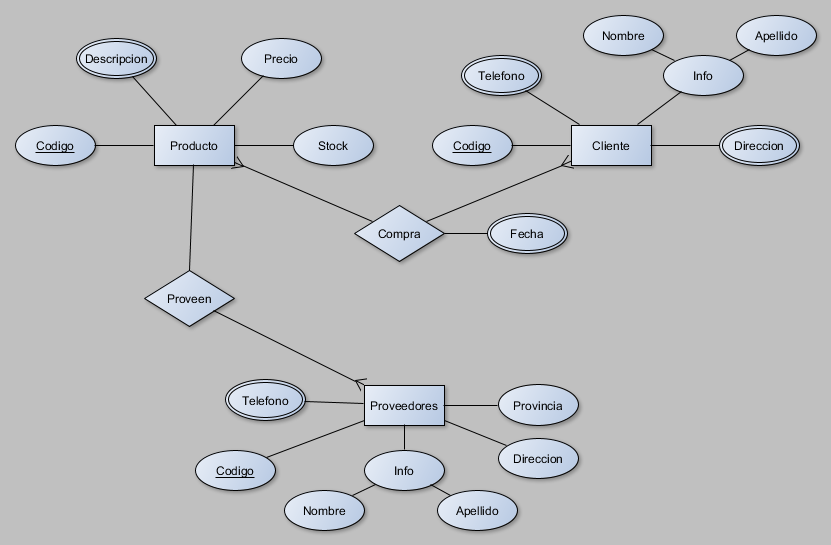 Nombre
Apellido
Descripcion
Precio
Telefono
Info
Codigo
Producto
Stock
Codigo
Cliente
Direccion
Compra
Fecha
Proveen
Telefono
Proveedores
Provincia
Codigo
Info
Direccion
Nombre
Apellido